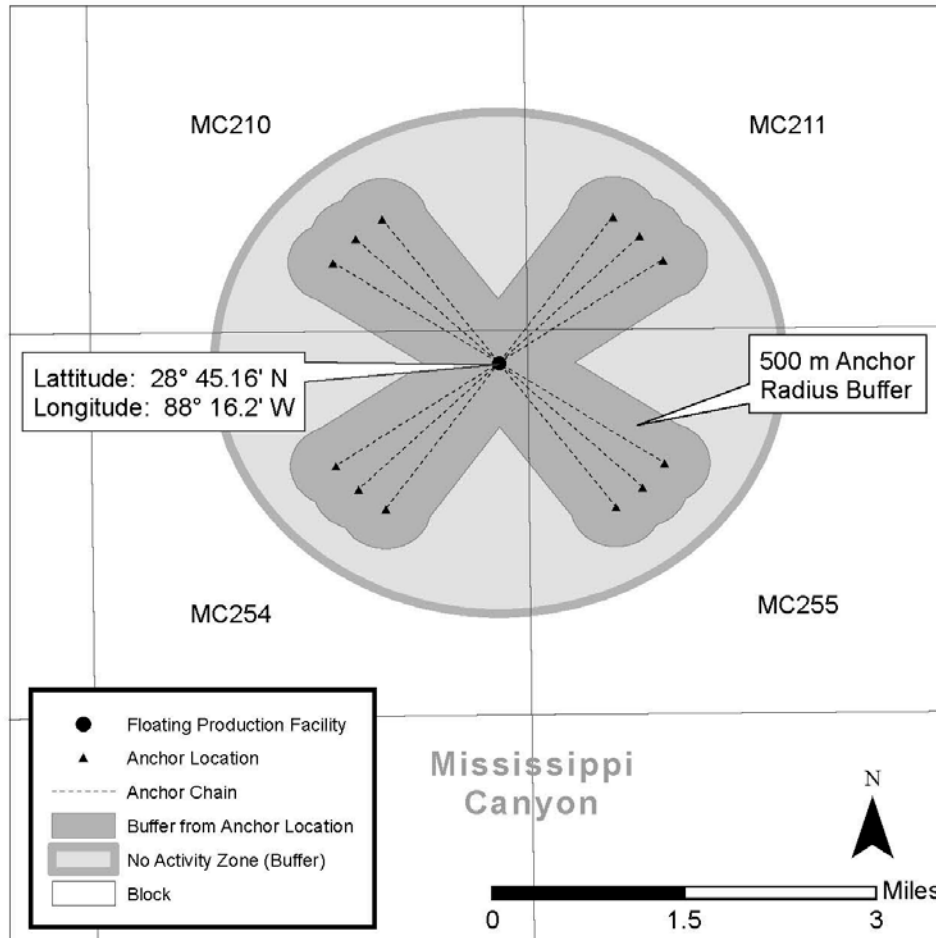 MC210
MC211
Lattitude: 28° 45.16' N
Longitude: 88° 16.2' W
500 m Anchor
Radius Buffer
MC254
MC255
Floating Production Facility
Anchor Location
Anchor Chain
Buffer from Anchor Location
No Activity Zone (Buffer)
Block
Mississippi
Canyon
N
Miles
0 1.5 3